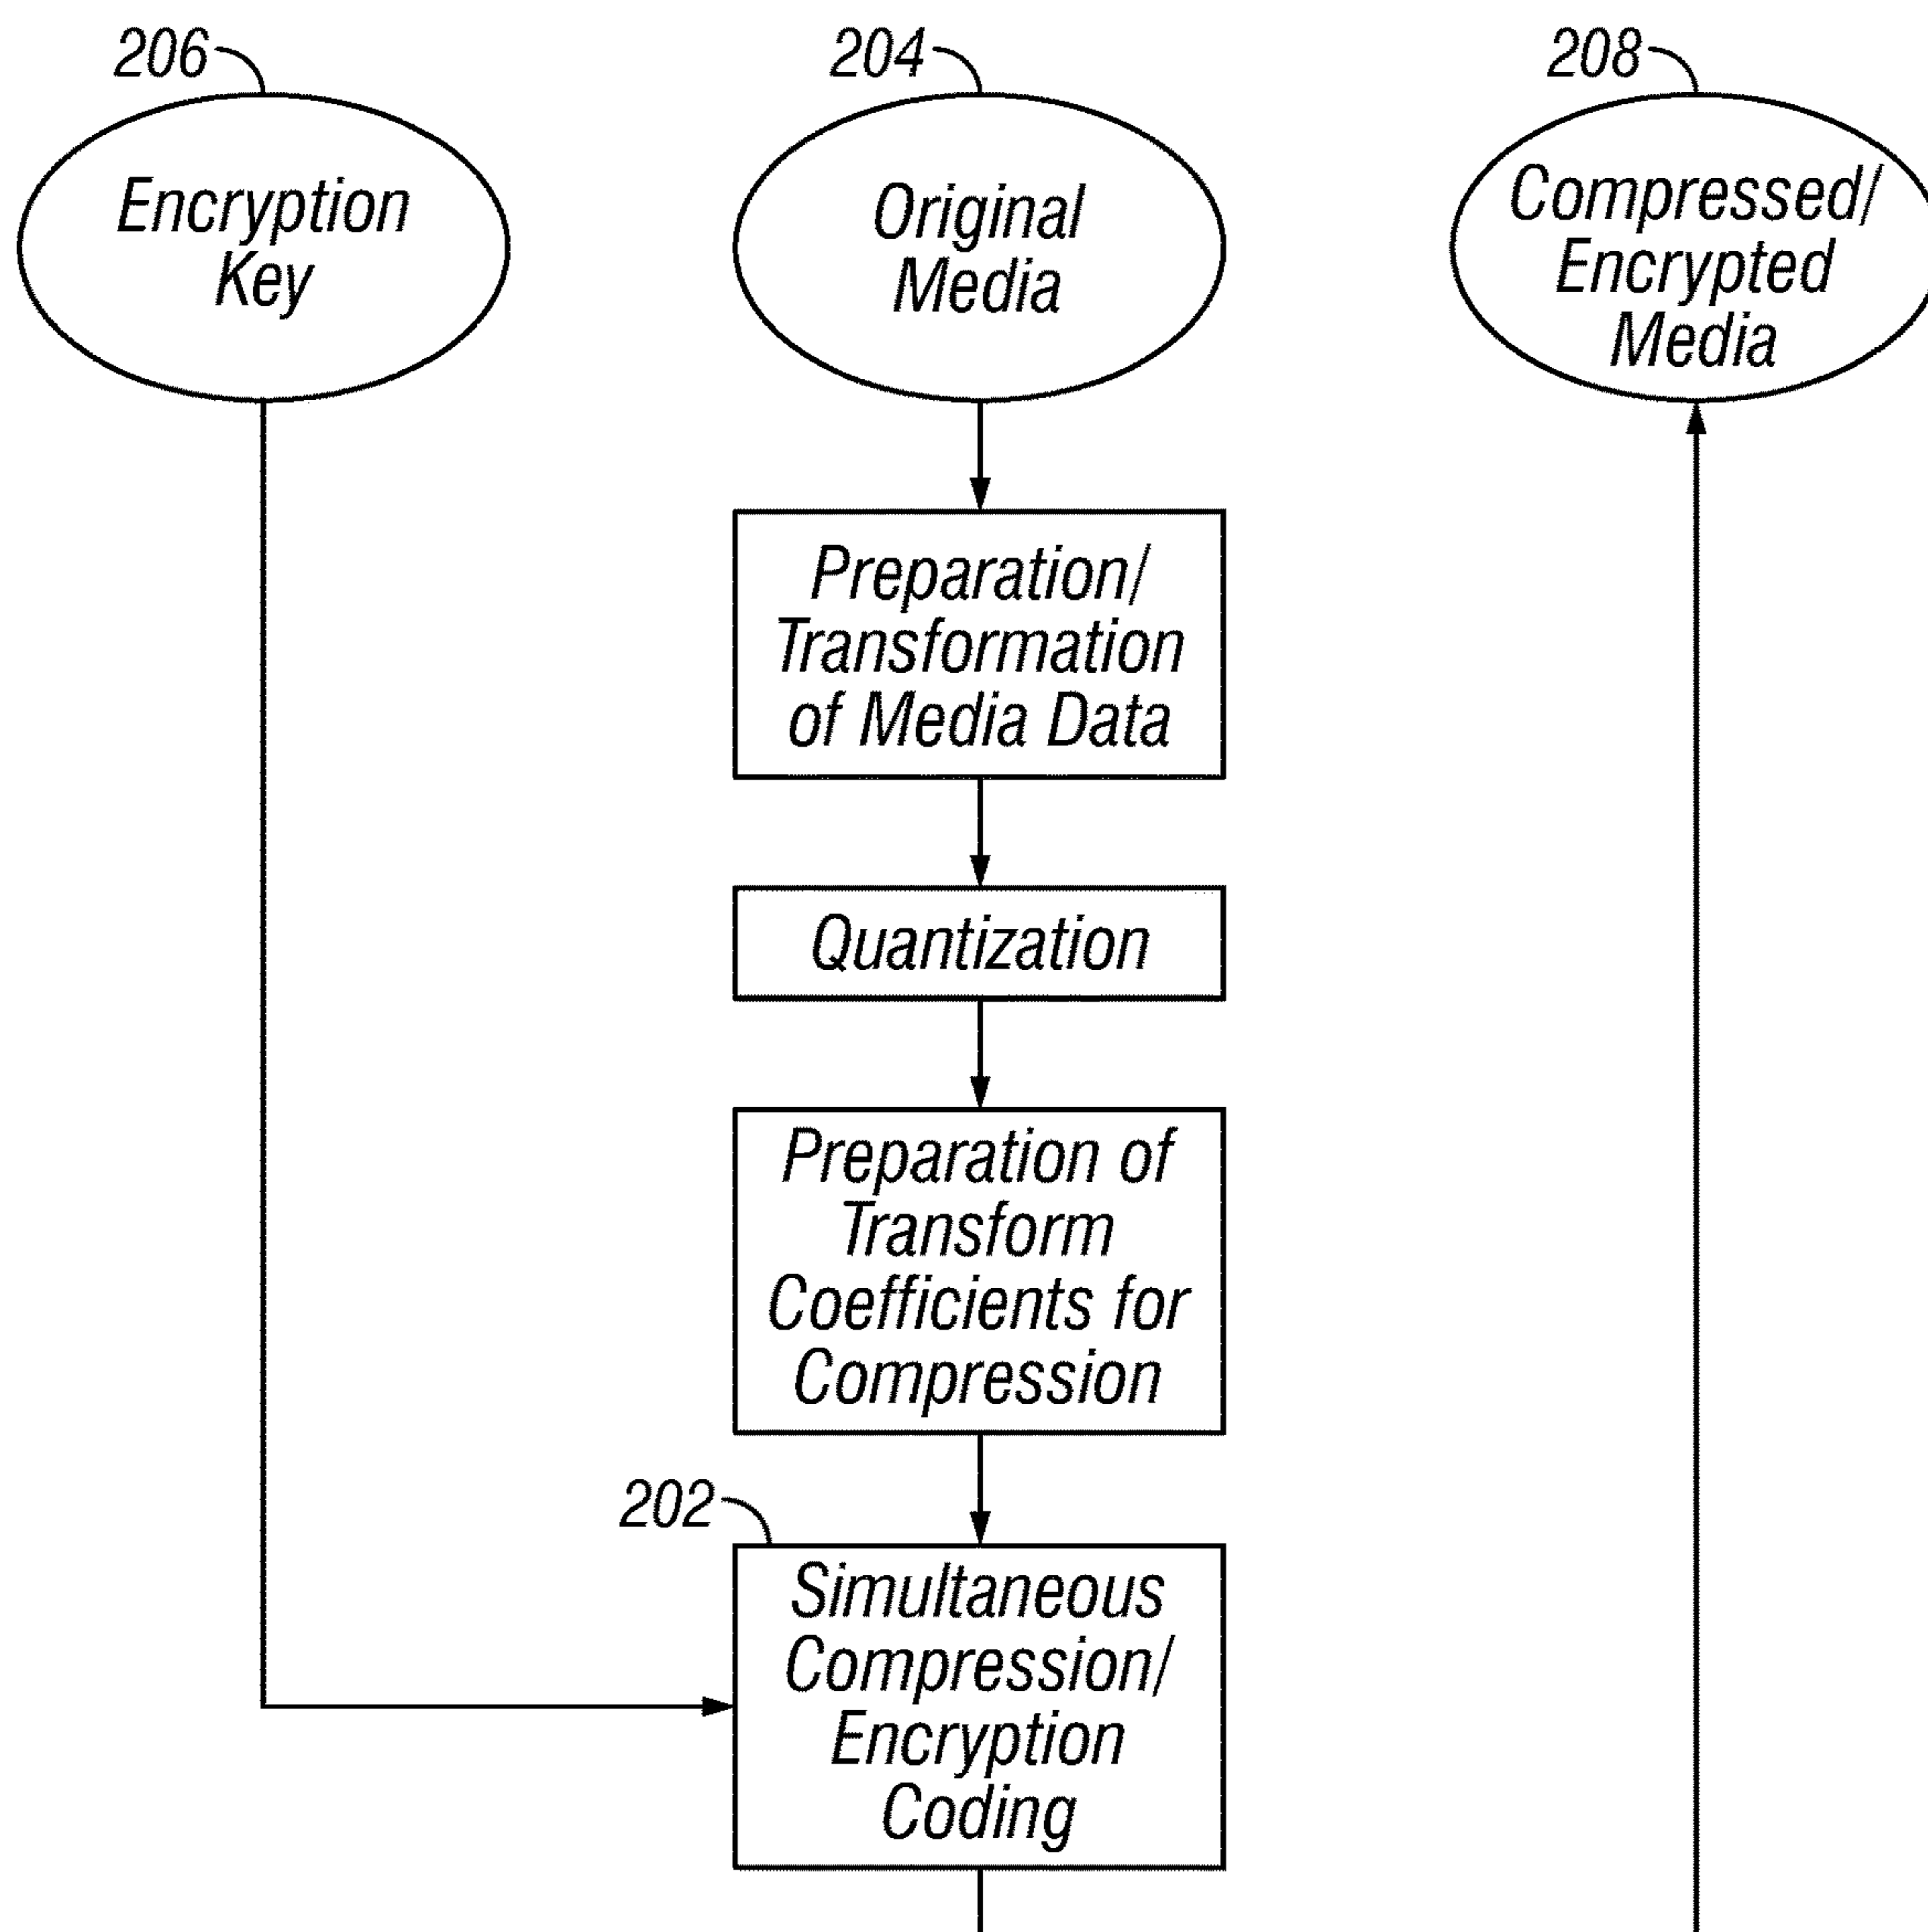 206
Encryption
Key
204
Original
Media
208
Compressed/
Encrypted
Media
Preparation/
Transformation
of Media Data
Quantization
Preparation of
Transform
Coefficients for
Compression
202
Simultaneous
Compression/
Encryption
Coding